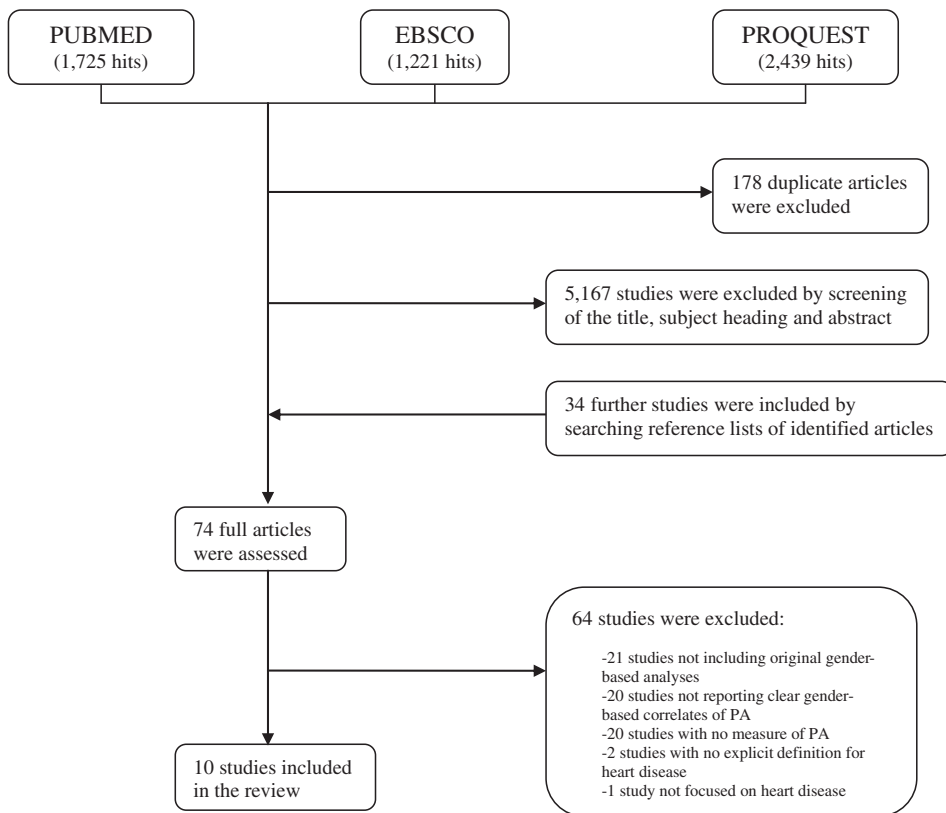 PUBMED
(1,725 hits)
EBSCO
(1,221 hits)
PROQUEST
(2,439 hits)
178 duplicate articles
were excluded
5,167 studies were excluded by screening
of the title, subject heading and abstract
34 further studies were included by
searching reference lists of identified articles
74 full articles
were assessed
64 studies were excluded:
-21 studies not including original gender-
based analyses
-20 studies not reporting clear gender-
based correlates of PA
-20 studies with no measure of PA
-2 studies with no explicit definition for
heart disease
-1 study not focused on heart disease
10 studies included
in the review